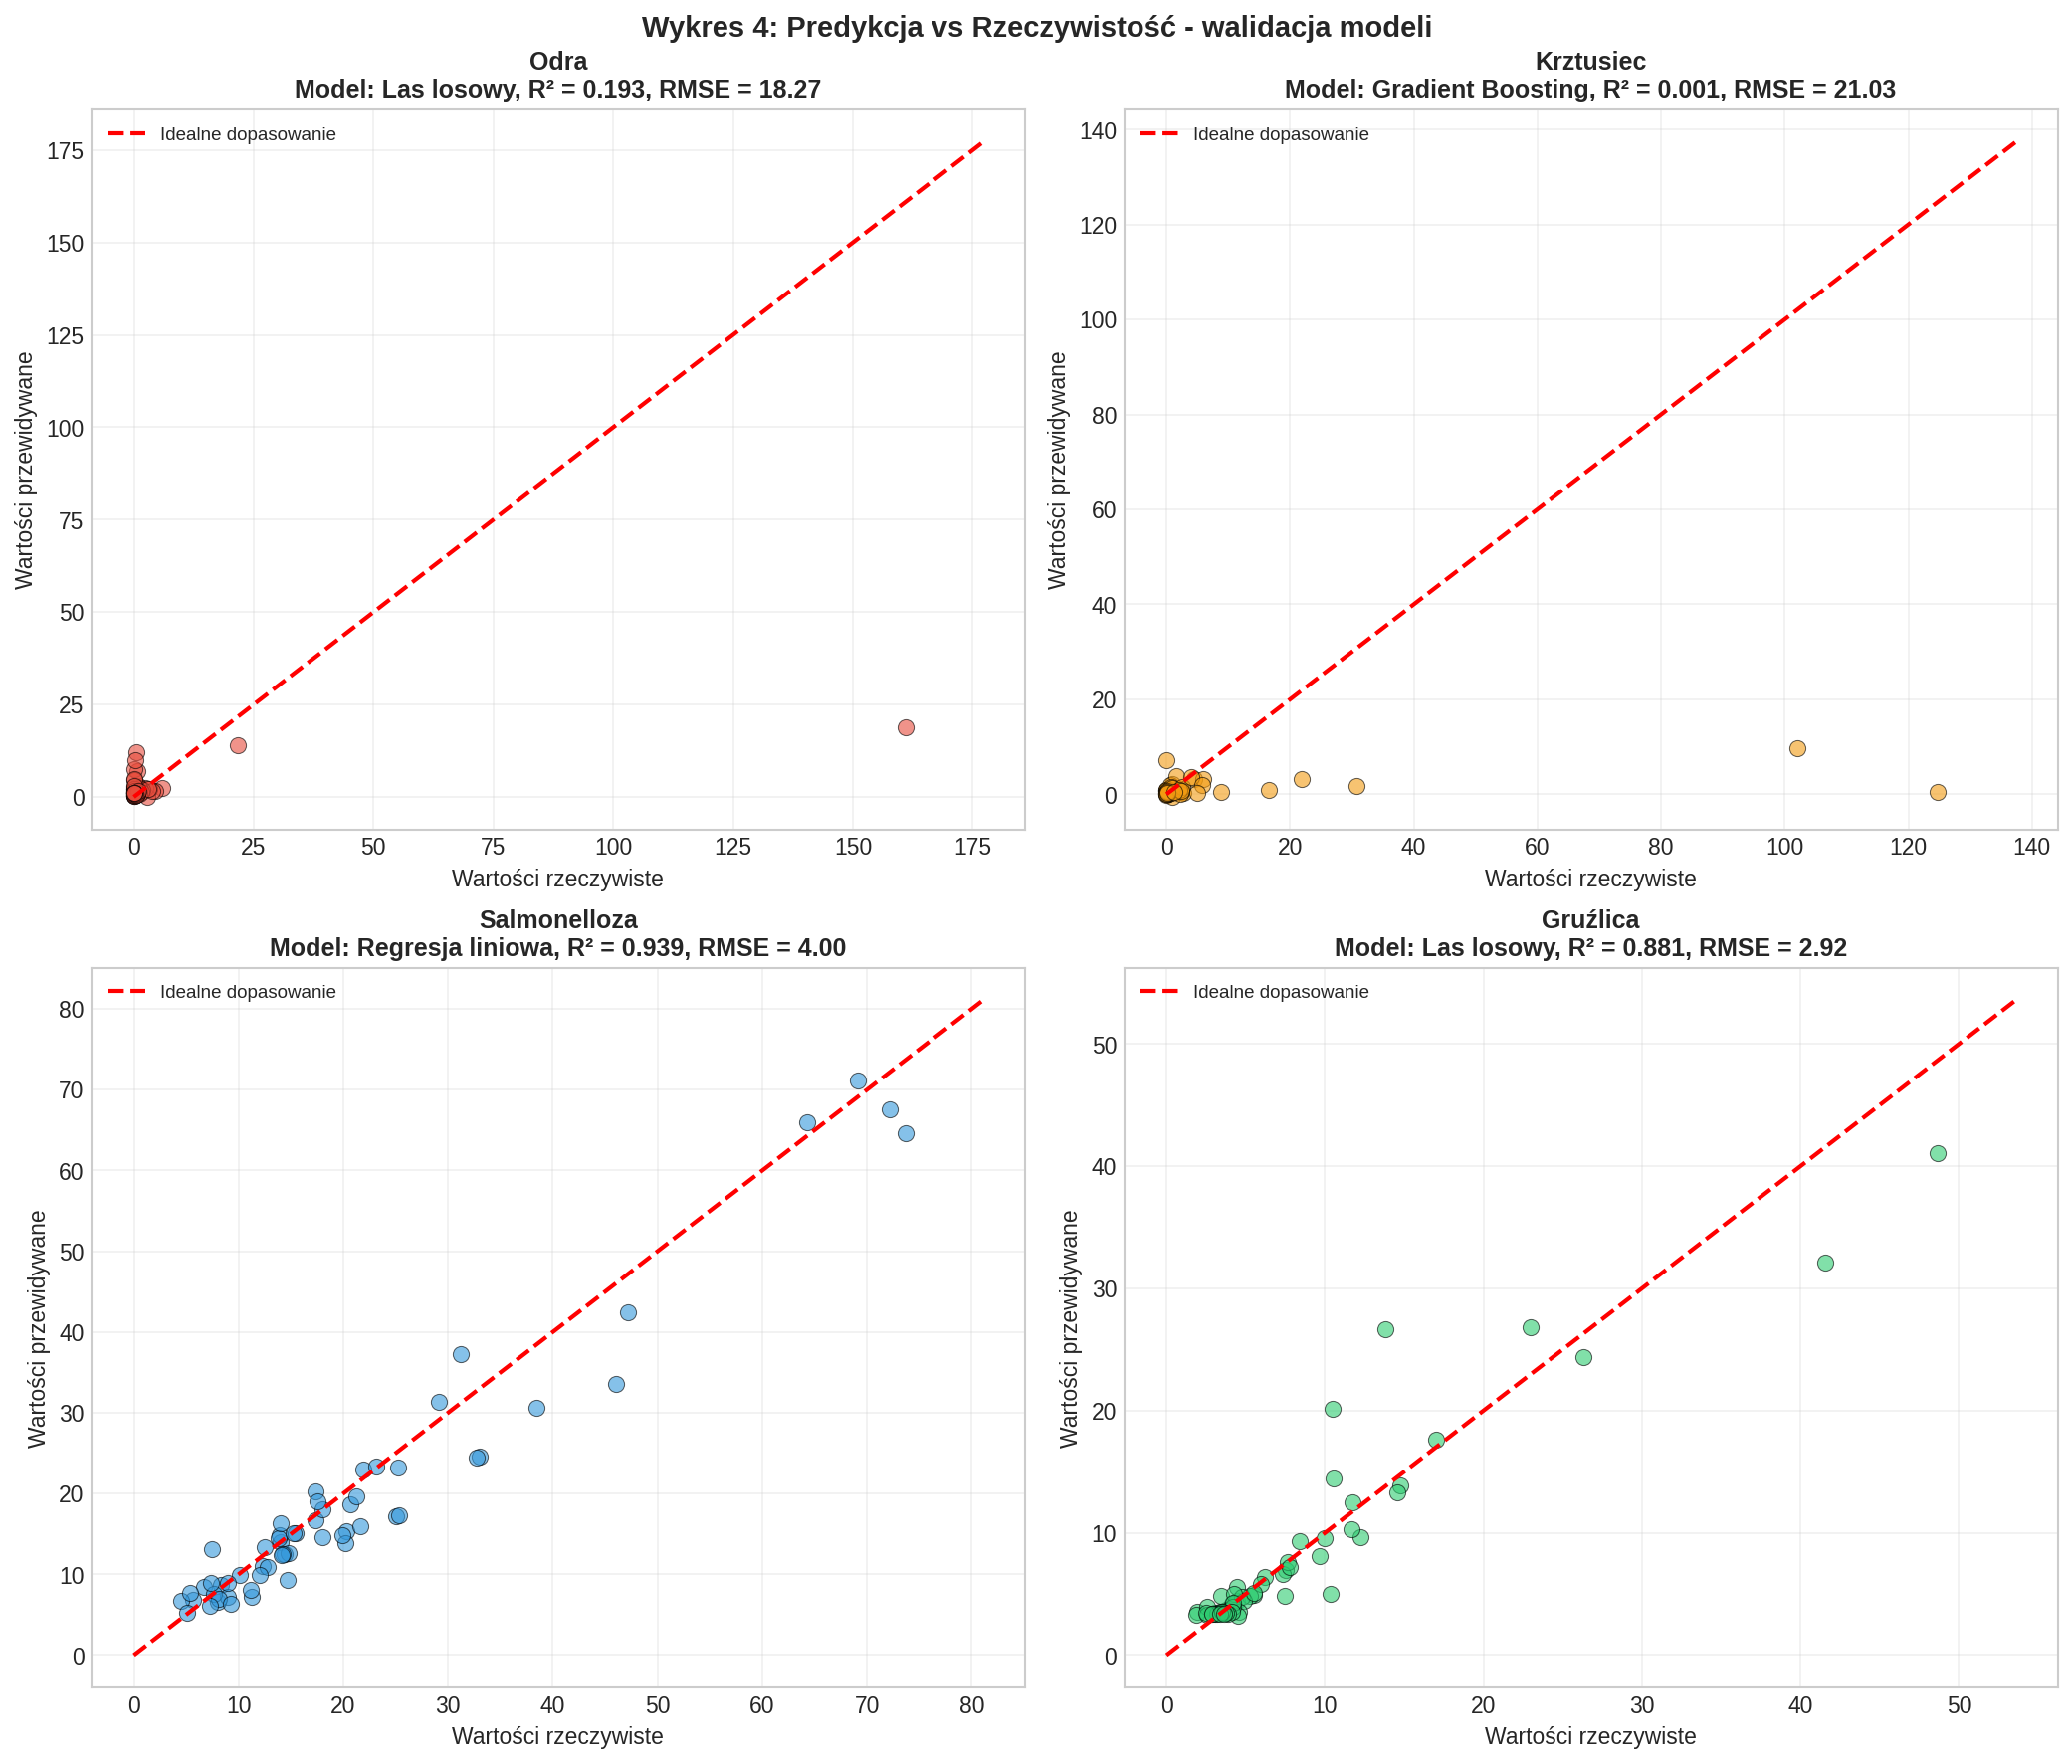 Wykres 4: Predykcja vs Rzeczywistość - walidacja modeli
Odra
Model: Las losowy, R² = 0.193, RMSE = 18.27
Idealne dopasowanie
175
150
125
100
75
50
25
0
Wartości przewidywane
0 25 50 75 100 125 150 175
Wartości rzeczywiste
Krztusiec
Model: Gradient Boosting, R² = 0.001, RMSE = 21.03
Idealne dopasowanie
140
120
100
80
60
40
20
0
Wartości przewidywane
0 20 40 60 80 100 120 140
Wartości rzeczywiste
Salmonelloza
Model: Regresja liniowa, R² = 0.939, RMSE = 4.00
Idealne dopasowanie
80
70
60
50
40
30
20
10
0
Wartości przewidywane
0 10 20 30 40 50 60 70 80
Wartości rzeczywiste
Gruźlica
Model: Las losowy, R² = 0.881, RMSE = 2.92
Idealne dopasowanie
50
40
30
20
10
0
Wartości przewidywane
0 10 20 30 40 50
Wartości rzeczywiste